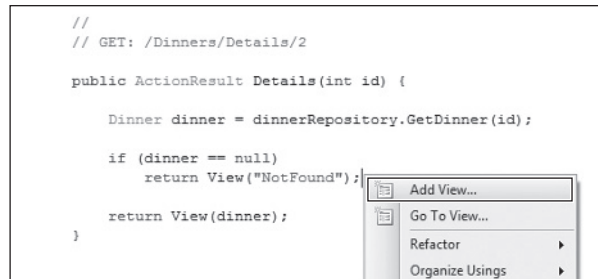 //
// GET: /Dinners/Details/2
public ActionResult Details(int id) {
Dinner dinner = dinnerRepository.GetDinner(id);
if (dinner == null)
return View("NotFound");
return View(dinner);
}
Add View...
Go To View...
Refactor
Organize Usings